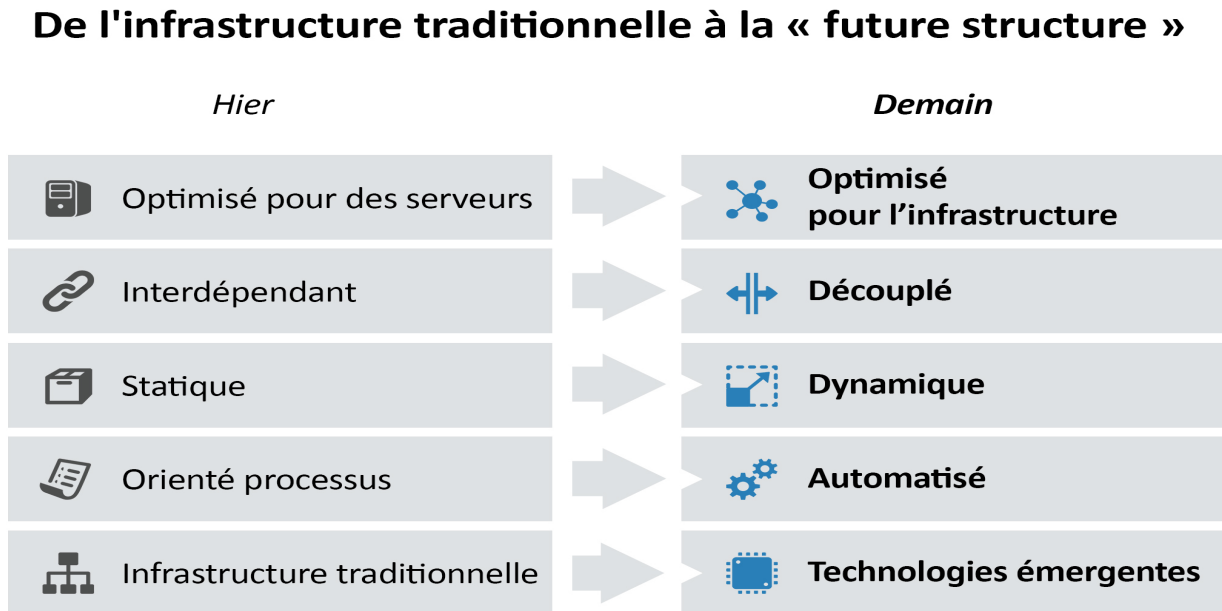 De l'infrastructure traditionnelle à la « future structure »
Hier
Demain
Optimisé pour des serveurs
Optimisé
pour l’infrastructure
Interdépendant
Découplé
Statique
Dynamique
Orienté processus
Automatisé
Infrastructure traditionnelle
Technologies émergentes